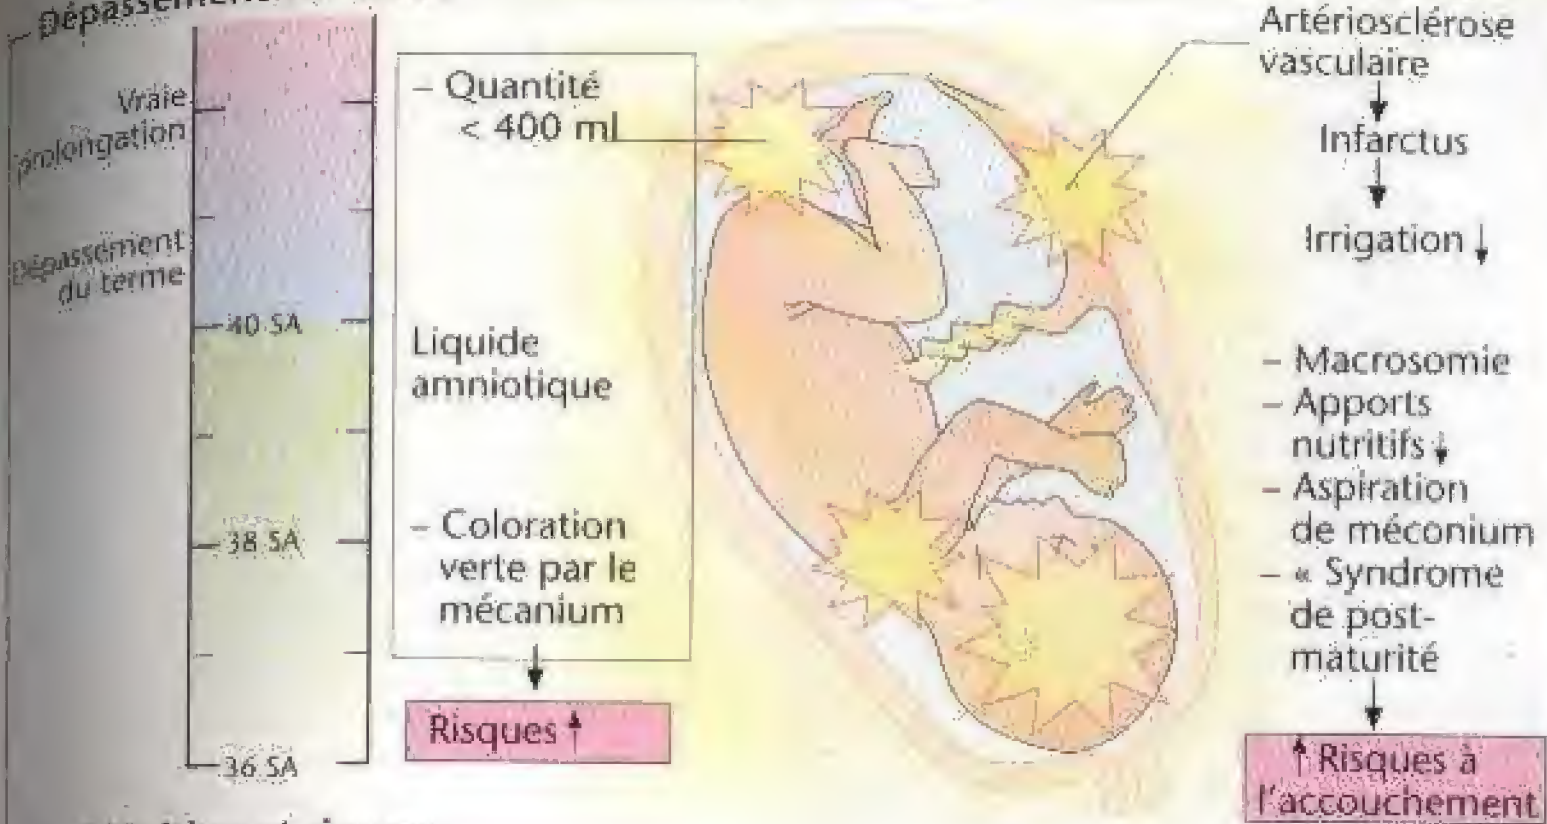 Dépassement
Vraie
prolongation
Dépassement
du terme
40 SA
38 SA
36 SA
– Quantité
< 400 ml
Liquide
amniotique
– Coloration
verte par le
mécanium
Risques ↑
Artériosclérose
vasculaire
Infarctus
Irrigation ↓
– Macrosomie
– Apports
nutritifs ↓
– Aspiration
de méconium
– « Syndrome
de post-
maturité
↑ Risques à
l'accouchement